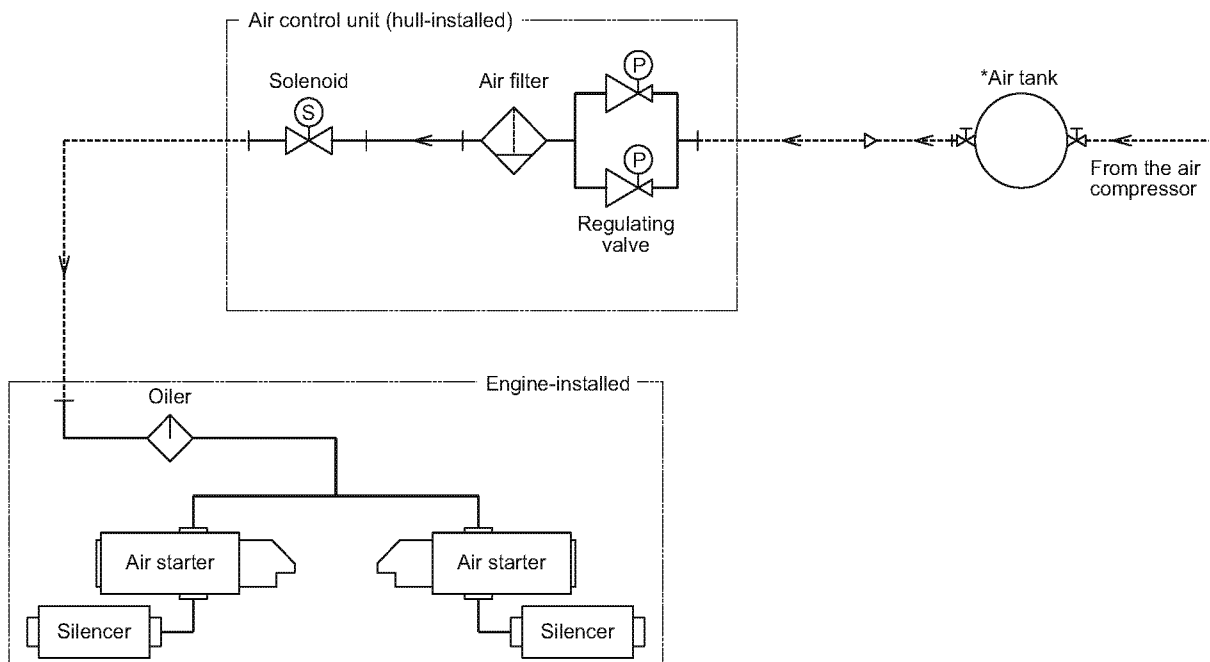 Air control unit (hull-installed)
Solenoid
Air filter
*Air tank
P
S
P
From the air
compressor
Regulating
valve
Engine-installed
Oiler
Air starter
Air starter
Silencer
Silencer